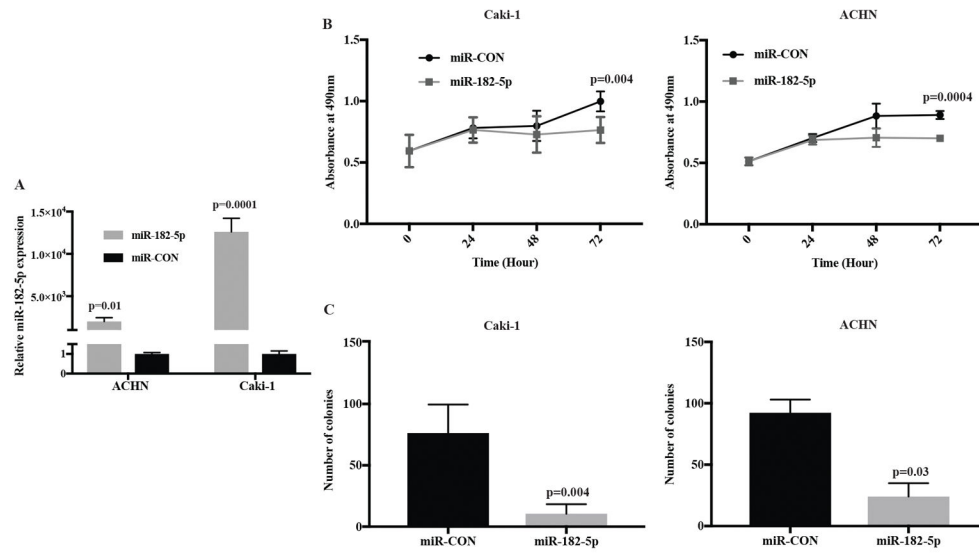 A
Relative miR-182-5p expression
1.5×10⁴
1.0×10⁴
5.0×10³
1
0
miR-182-5p
miR-CON
p=0.01
p=0.0001
ACHN
Caki-1
B
Caki-1
Absorbance at 490nm
1.5
1.0
0.5
0.0
miR-CON
miR-182-5p
p=0.004
0
24
48
72
Time (Hour)
ACHN
Absorbance at 490nm
1.5
1.0
0.5
0.0
miR-CON
miR-182-5p
p=0.0004
0
24
48
72
Time (Hour)
C
Caki-1
Number of colonies
150
100
50
0
p=0.004
miR-CON
miR-182-5p
ACHN
Number of colonies
150
100
50
0
p=0.03
miR-CON
miR-182-5p